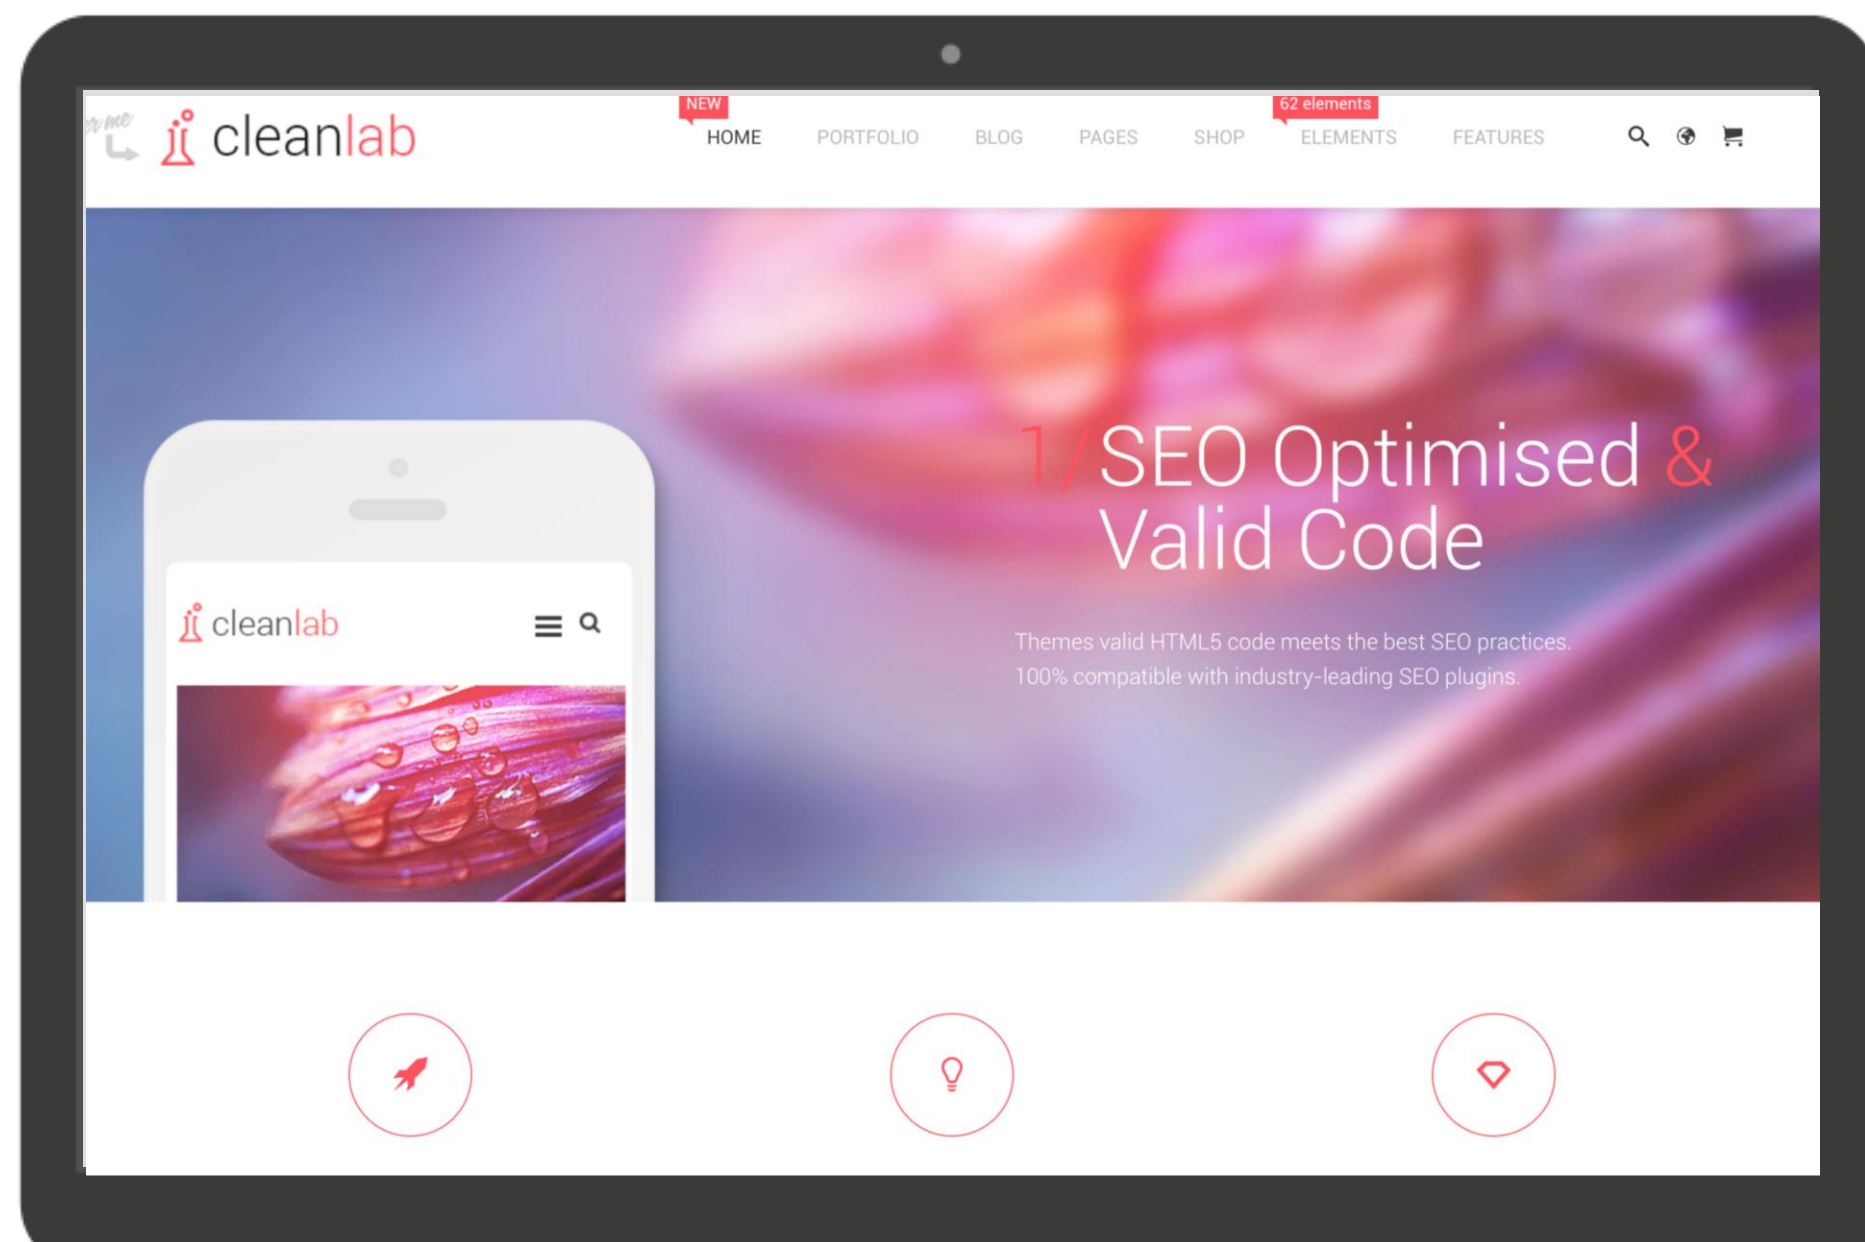 me
cleanlab
NEW
62 elements
HOME PORTFOLIO BLOG PAGES SHOP ELEMENTS FEATURES
1/SEO Optimised &
Valid Code
Themes valid HTML5 code meets the best SEO practices.
100% compatible with industry-leading SEO plugins.
cleanlab